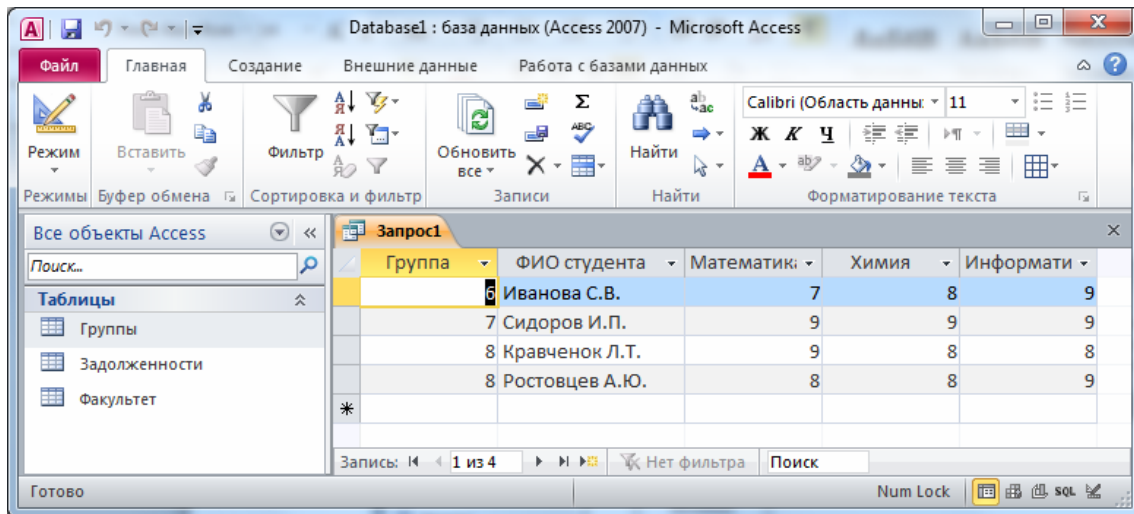 Database1 : база данных (Access 2007) - Microsoft Access
Файл Главная Создание Внешние данные Работа с базами данных
Режим Вставить Фильтр Обновить все Найти
Calibri (Область данны: 11
Ж К Ч
Режимы Буфер обмена Сортировка и фильтр Записи Найти Форматирование текста
Все объекты Access
Поиск...
Таблицы
Группы
Задолженности
Факультет
Запрос1
Группа ФИО студента Математика Химия Информати
6 Иванова С.В. 7 8 9
7 Сидоров И.П. 9 9 9
8 Кравченок Л.Т. 9 8 8
8 Ростовцев А.Ю. 8 8 9
Запись: 1 из 4 Нет фильтра Поиск
Готово Num Lock SQL